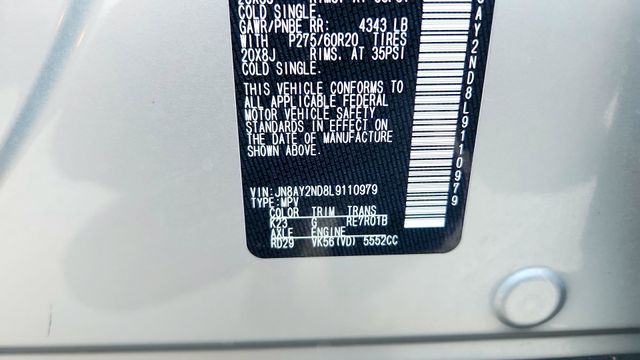 COLD SINGLE.
GAWR/PNBE RR: 4343 LB
WITH P275/60R20 TIRES
20X8J RIMS, AT 35PSI
COLD SINGLE.
THIS VEHICLE CONFORMS TO
ALL APPLICABLE FEDERAL
MOTOR VEHICLE SAFETY
STANDARDS IN EFFECT ON
THE DATE OF MANUFACTURE
SHOWN ABOVE.
VIN:JN8AY2ND8L9110979
TYPE:MPV
COLOR TRIM TRANS
K23 G RE7R01B
AXLE ENGINE
RD29 VK56(VD) 5552CC
AY2ND8L9110979